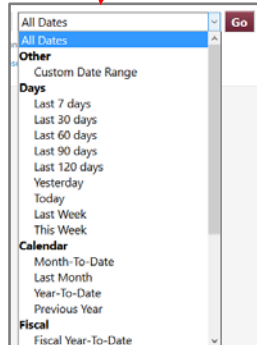 All Dates
Go
All Dates
Other
Custom Date Range
Days
Last 7 days
Last 30 days
Last 60 days
Last 90 days
Last 120 days
Yesterday
Today
Last Week
This Week
Calendar
Month-To-Date
Last Month
Year-To-Date
Previous Year
Fiscal
Fiscal Year-To-Date